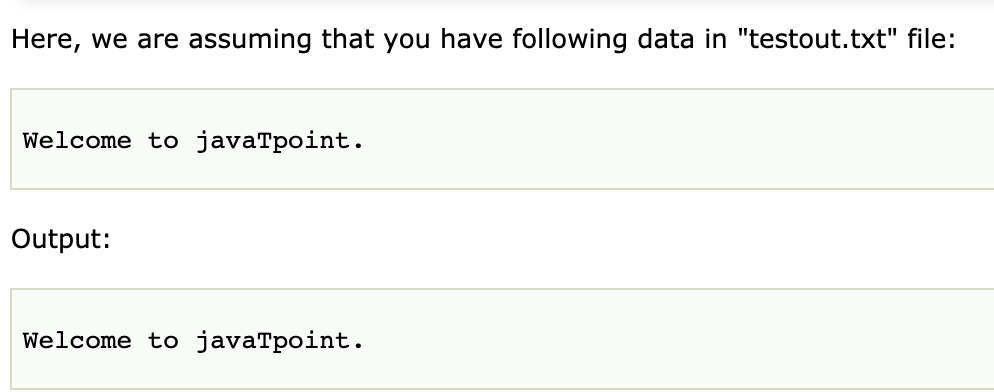 Here, we are assuming that you have following data in "testout.txt" file:
Welcome to javaTpoint.
Output:
Welcome to javaTpoint.